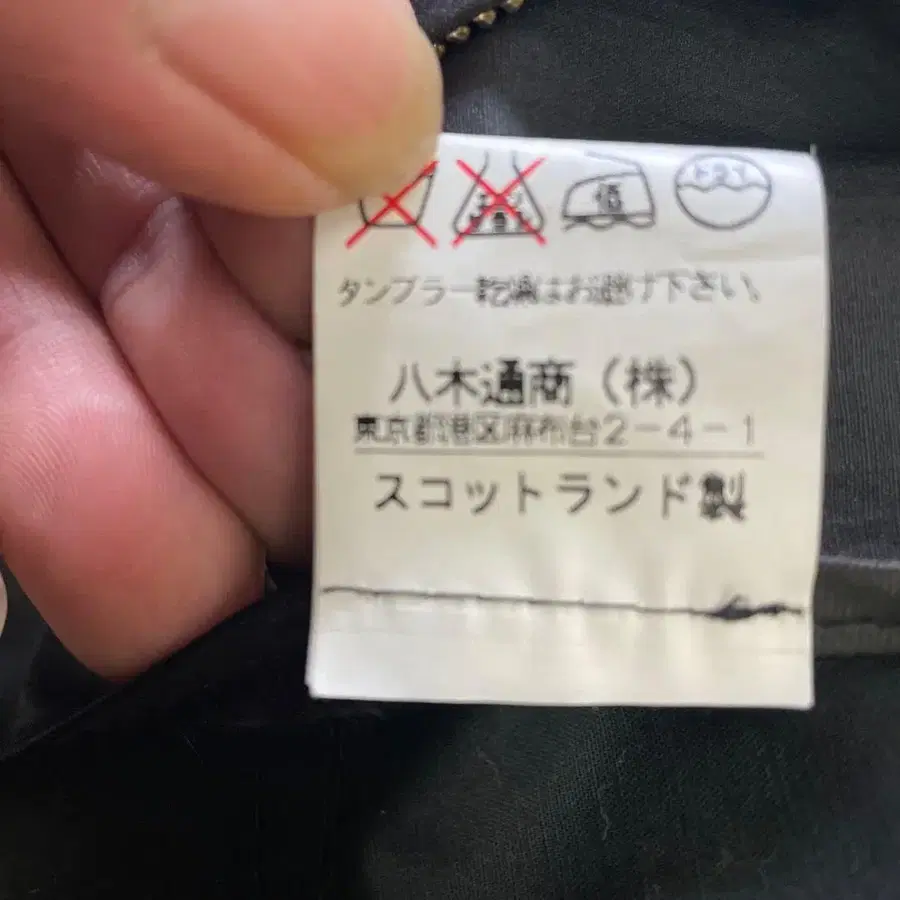 タンブラー乾燥はお避け下さい。
八木通商（株）
東京都港区麻布台2-4-1
スコットランド製